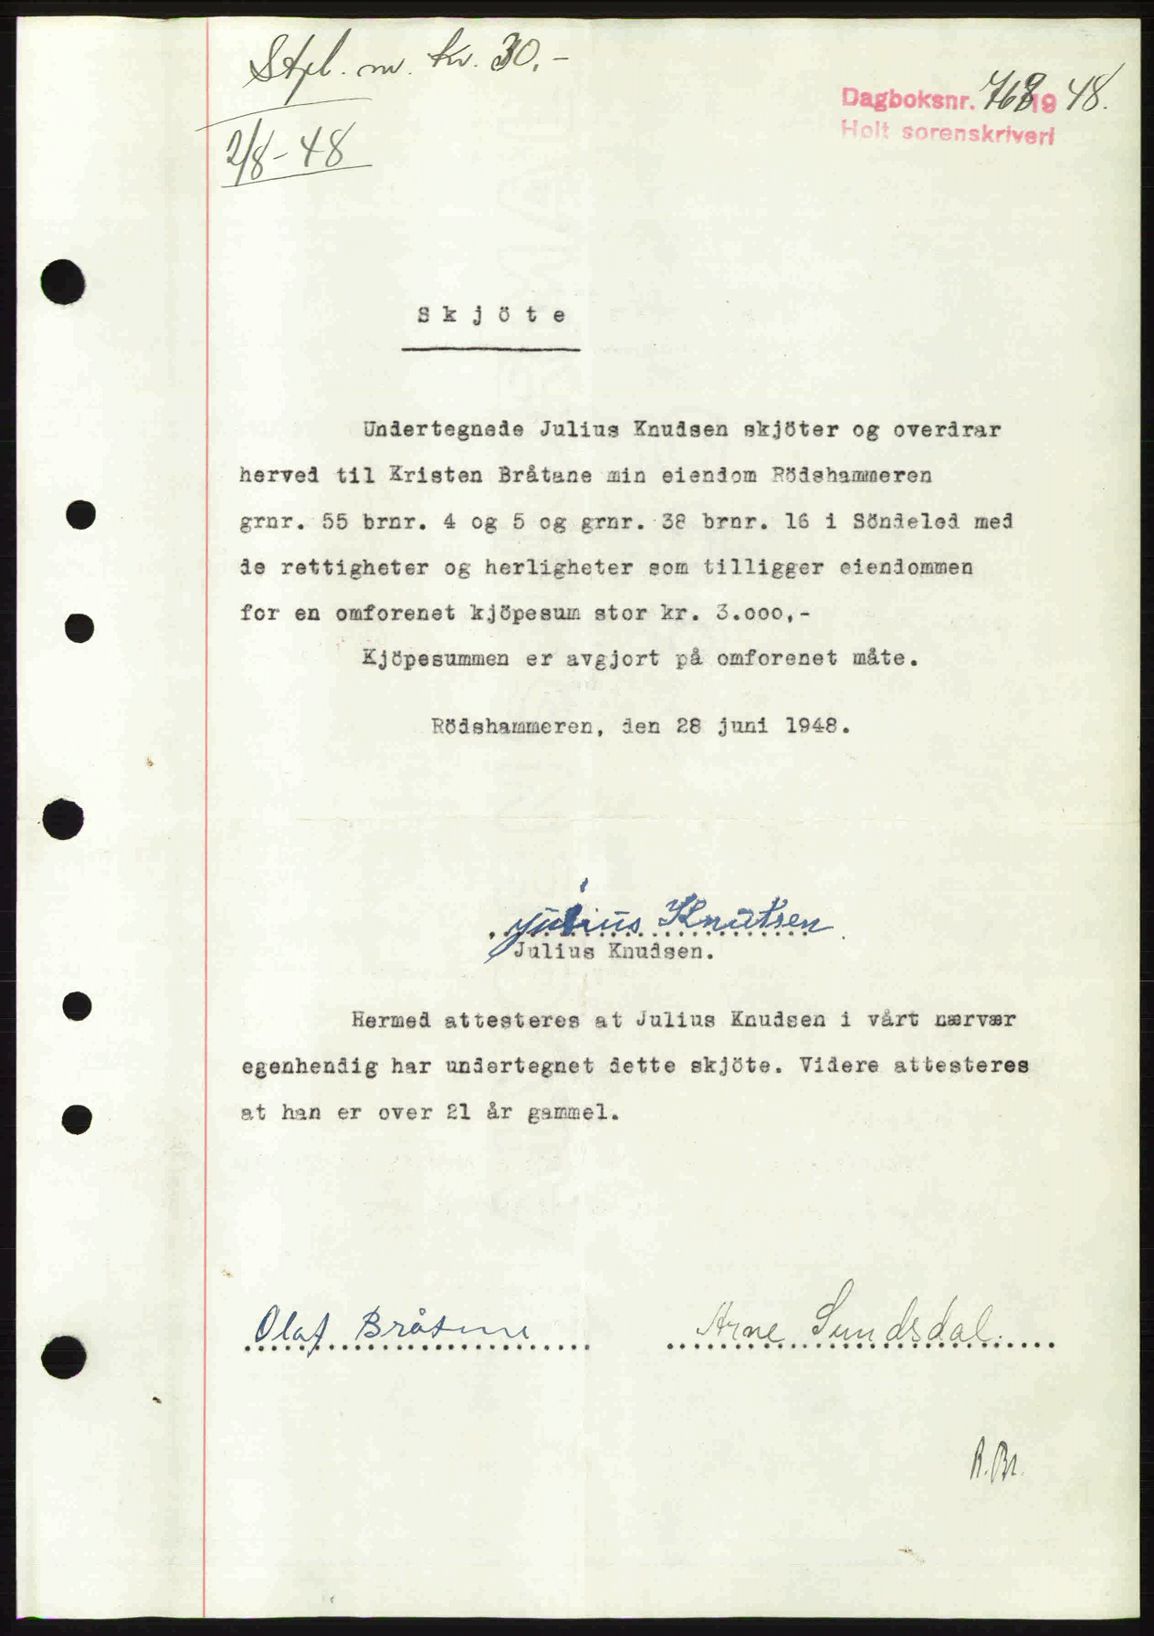 Stpl. m. kr. 30.-
2/8-48
Dagboksnr. 768 1948.
Holt sorenskriveri
Skjöte
Undertegnede Julius Knudsen skjöter og overdrar
herved til Kristen Bråtane min eiendom Rödshammeren
grnr. 55 brnr. 4 og 5 og grnr. 38 brnr. 16 i Söndeled med
de rettigheter og herligheter som tilligger eiendommen
for en omforenet kjöpesum stor kr. 3.000,-
Kjöpesummen er avgjort på omforenet måte.
Rödshammeren, den 28 juni 1948.
Julius Knutsen
Julius Knudsen.
Hermed attesteres at Julius Knudsen i vårt nærvær
egenhendig har undertegnet dette skjöte. Videre attesteres
at han er over 21 år gammel.
Olaf Bråtane Arne Sundsdal.
R.Br.